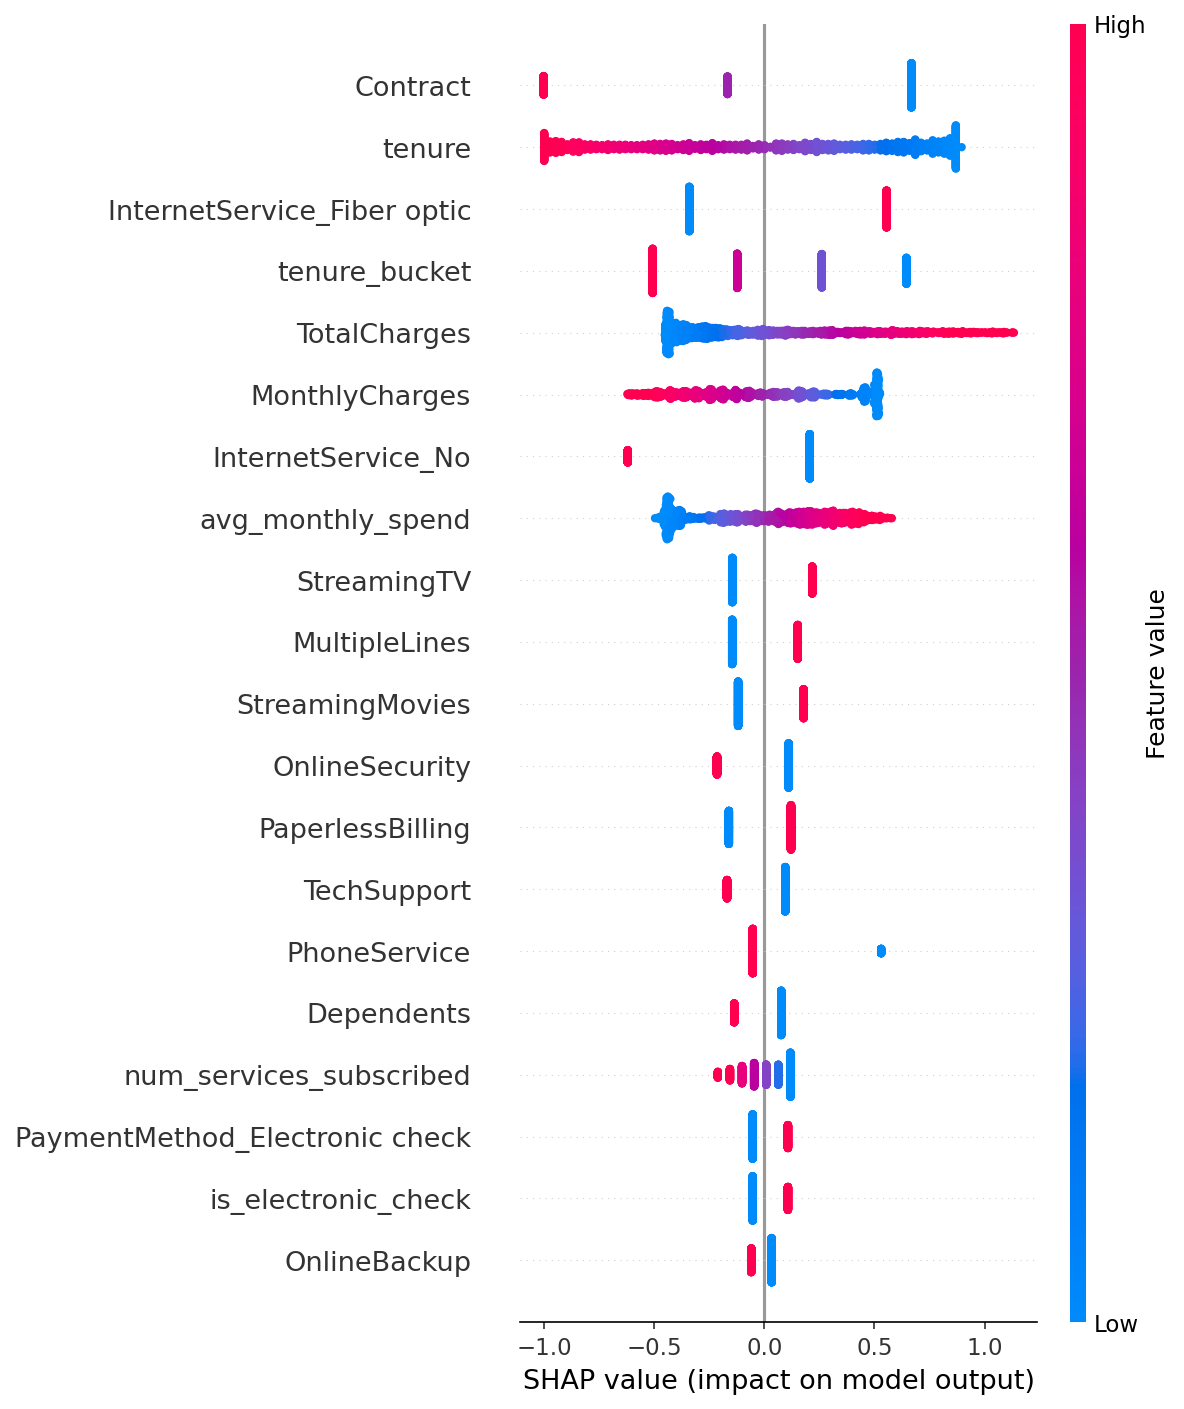 High
Contract
tenure
InternetService_Fiber optic
tenure_bucket
TotalCharges
MonthlyCharges
InternetService_No
avg_monthly_spend
StreamingTV
MultipleLines
StreamingMovies
OnlineSecurity
PaperlessBilling
TechSupport
PhoneService
Dependents
num_services_subscribed
PaymentMethod_Electronic check
is_electronic_check
OnlineBackup
Feature value
Low
−1.0 −0.5 0.0 0.5 1.0
SHAP value (impact on model output)